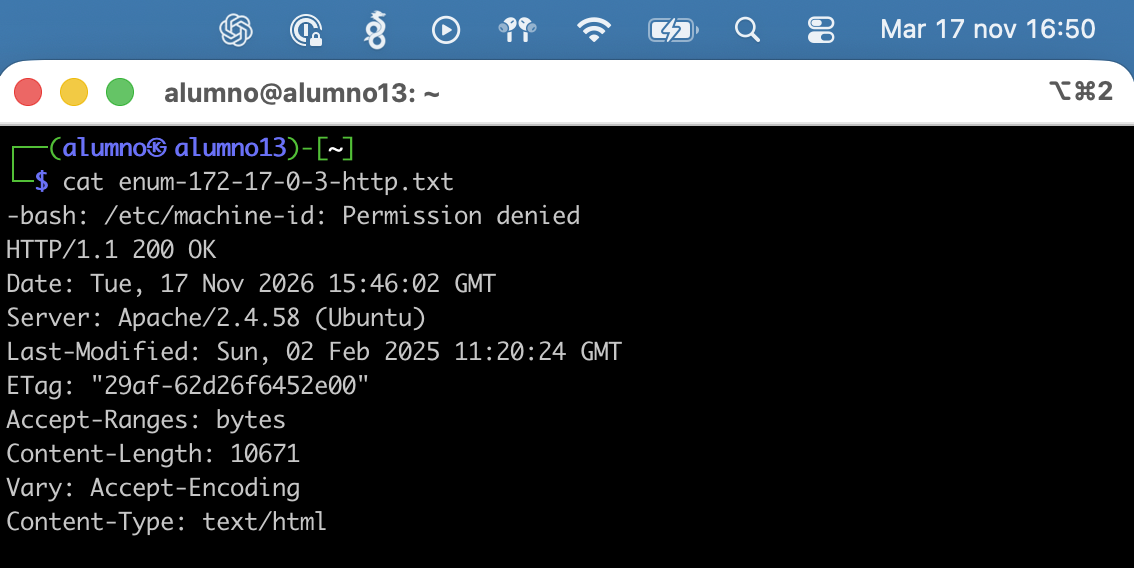 Mar 17 nov 16:50
alumno@alumno13: ~
⌥⌘2
┌──(alumno㉿ alumno13)-[~]
└─$ cat enum-172-17-0-3-http.txt
-bash: /etc/machine-id: Permission denied
HTTP/1.1 200 OK
Date: Tue, 17 Nov 2026 15:46:02 GMT
Server: Apache/2.4.58 (Ubuntu)
Last-Modified: Sun, 02 Feb 2025 11:20:24 GMT
ETag: "29af-62d26f6452e00"
Accept-Ranges: bytes
Content-Length: 10671
Vary: Accept-Encoding
Content-Type: text/html